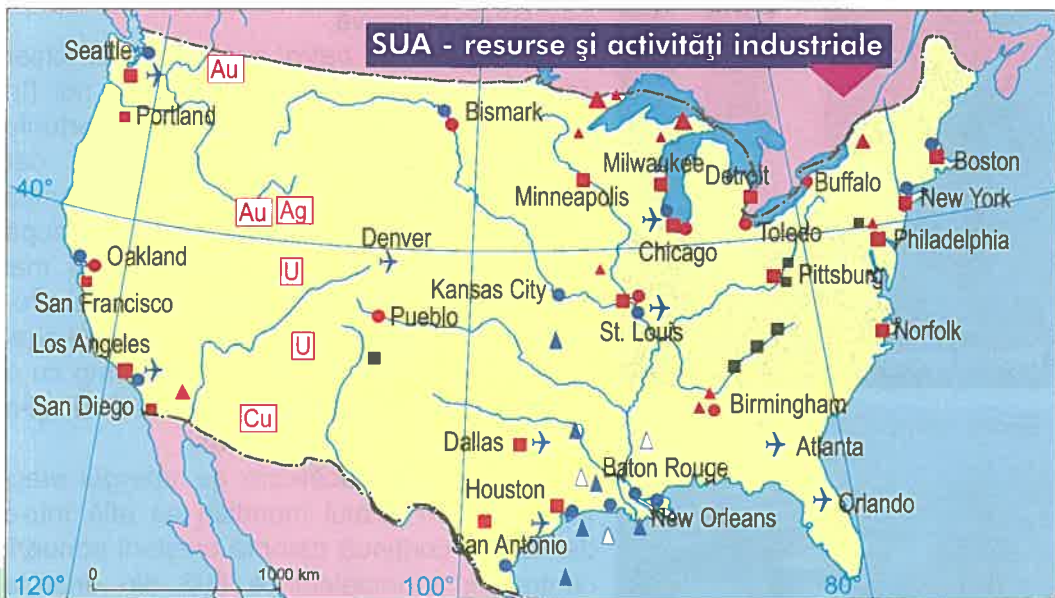 SUA - resurse și activități industriale
Seattle
Au
Portland
Bismark
Milwaukee
Detroit
Minneapolis
Buffalo
Boston
New York
40°
Au
Ag
Denver
Chicago
Toledo
Philadelphia
Oakland
U
Pittsburg
San Francisco
Kansas City
Pueblo
St. Louis
Norfolk
Los Angeles
U
San Diego
Cu
Birmingham
Dallas
Atlanta
Baton Rouge
Houston
Orlando
New Orleans
San Antonio
120°
0
1000 km
100°
80°